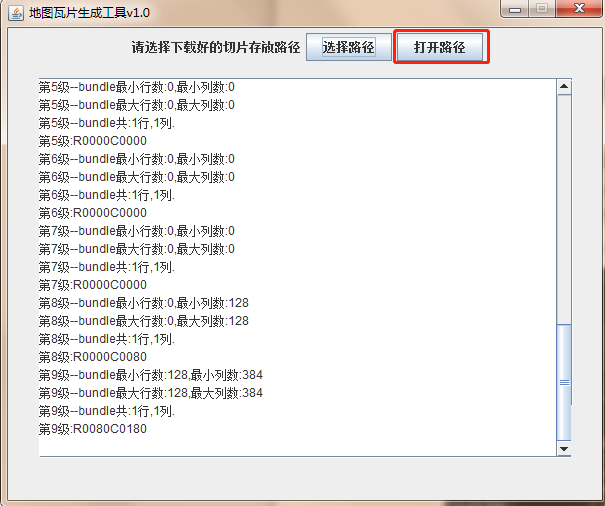 地图瓦片生成工具v1.0
请选择下载好的切片存放路径 选择路径 打开路径
第5级--bundle最小行数:0,最小列数:0
第5级--bundle最大行数:0,最大列数:0
第5级--bundle共:1行,1列.
第5级:R0000C0000
第6级--bundle最小行数:0,最小列数:0
第6级--bundle最大行数:0,最大列数:0
第6级--bundle共:1行,1列.
第6级:R0000C0000
第7级--bundle最小行数:0,最小列数:0
第7级--bundle最大行数:0,最大列数:0
第7级--bundle共:1行,1列.
第7级:R0000C0000
第8级--bundle最小行数:0,最小列数:128
第8级--bundle最大行数:0,最大列数:128
第8级--bundle共:1行,1列.
第8级:R0000C0080
第9级--bundle最小行数:128,最小列数:384
第9级--bundle最大行数:128,最大列数:384
第9级--bundle共:1行,1列.
第9级:R0080C0180